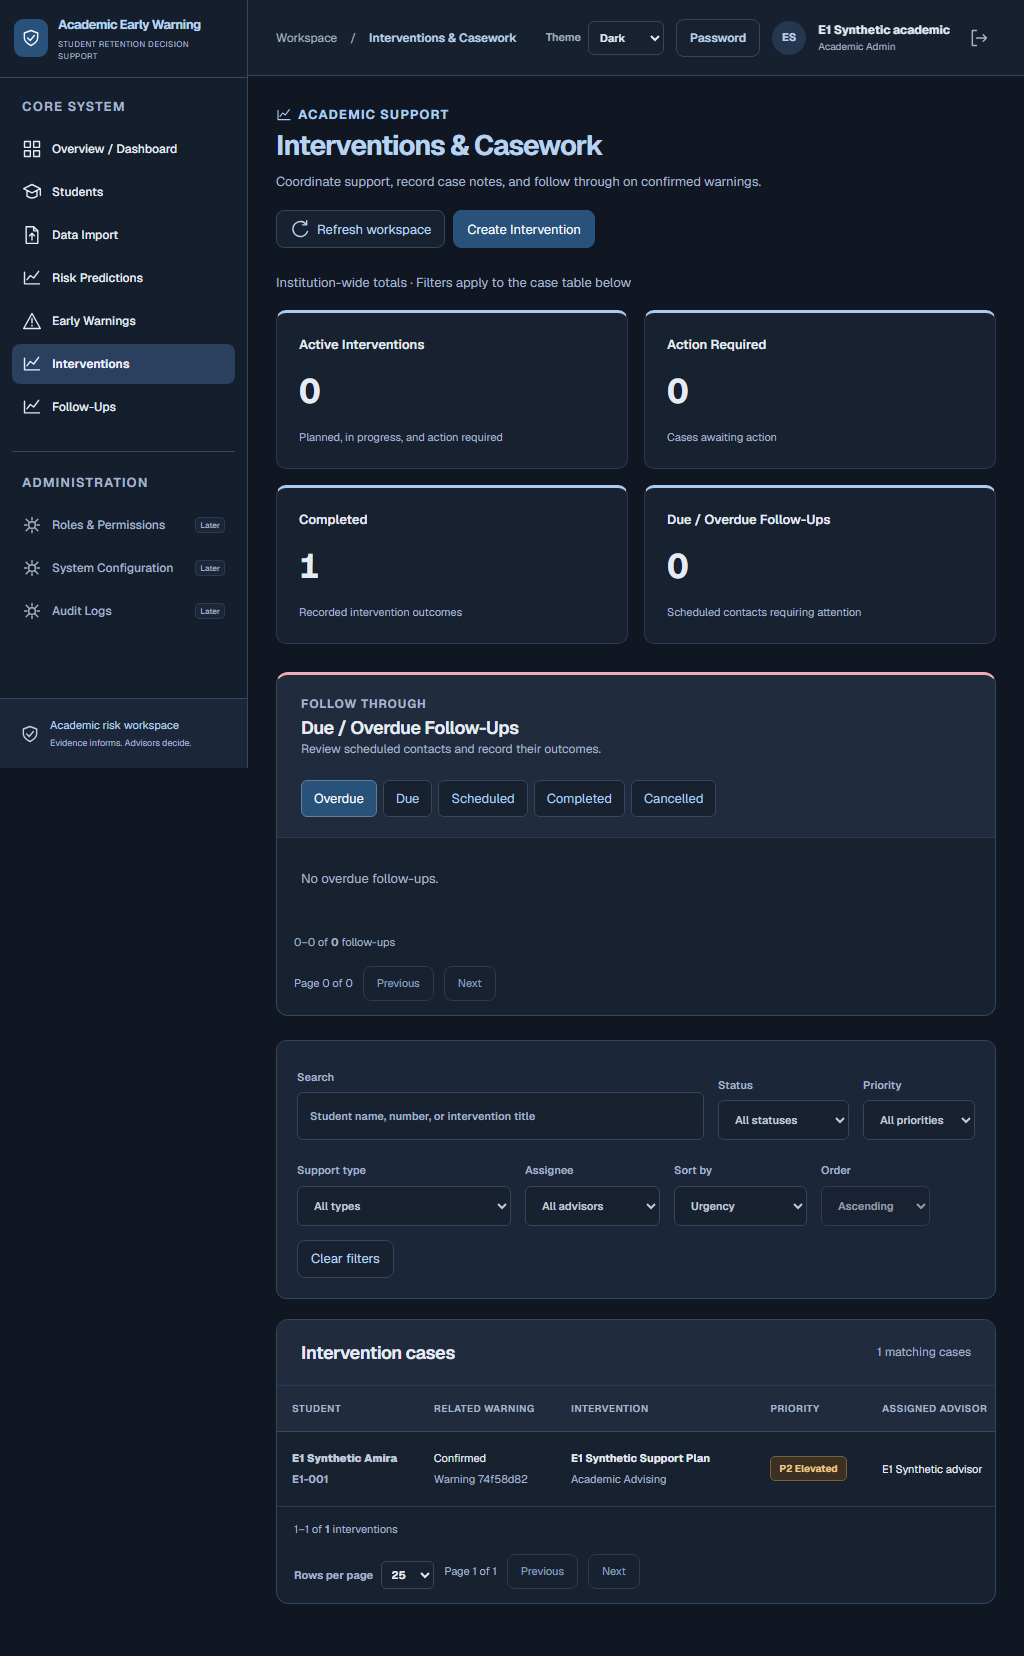 Academic Early Warning
STUDENT RETENTION DECISION
SUPPORT
CORE SYSTEM
Overview / Dashboard
Students
Data Import
Risk Predictions
Early Warnings
Interventions
Follow-Ups
ADMINISTRATION
Roles & Permissions Later
System Configuration Later
Audit Logs Later
Academic risk workspace
Evidence informs. Advisors decide.
Workspace / Interventions & Casework Theme Dark Password ES E1 Synthetic academic
Academic Admin
ACADEMIC SUPPORT
Interventions & Casework
Coordinate support, record case notes, and follow through on confirmed warnings.
Refresh workspace Create Intervention
Institution-wide totals · Filters apply to the case table below
Active Interventions
0
Planned, in progress, and action required
Action Required
0
Cases awaiting action
Completed
1
Recorded intervention outcomes
Due / Overdue Follow-Ups
0
Scheduled contacts requiring attention
FOLLOW THROUGH
Due / Overdue Follow-Ups
Review scheduled contacts and record their outcomes.
Overdue Due Scheduled Completed Cancelled
No overdue follow-ups.
0–0 of 0 follow-ups
Page 0 of 0 Previous Next
Search Status Priority
Student name, number, or intervention title All statuses All priorities
Support type Assignee Sort by Order
All types All advisors Urgency Ascending
Clear filters
Intervention cases 1 matching cases
STUDENT RELATED WARNING INTERVENTION PRIORITY ASSIGNED ADVISOR
E1 Synthetic Amira Confirmed E1 Synthetic Support Plan P2 Elevated E1 Synthetic advisor
E1-001 Warning 74f58d82 Academic Advising
1–1 of 1 interventions
Rows per page 25 Page 1 of 1 Previous Next